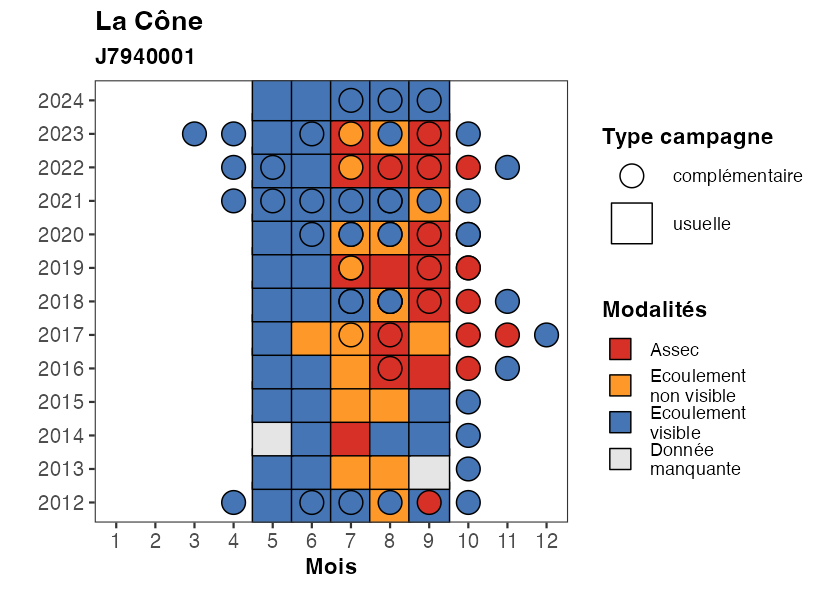 La Cône
J7940001
2024
2023
2022
2021
2020
2019
2018
2017
2016
2015
2014
2013
2012
1 2 3 4 5 6 7 8 9 10 11 12
Mois
Type campagne
complémentaire
usuelle
Modalités
Assec
Ecoulement
non visible
Ecoulement
visible
Donnée
manquante